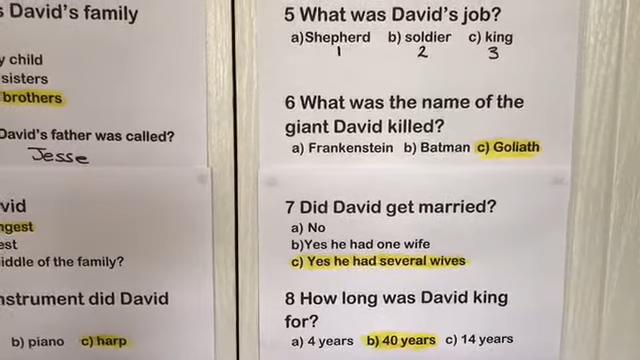 s David's family
y child
sisters
brothers
David's father was called?
Jesse
vid
ngest
est
iddle of the family?
nstrument did David
b) piano c) harp
5 What was David's job?
a)Shepherd b) soldier c) king
1 2 3
6 What was the name of the
giant David killed?
a) Frankenstein b) Batman c) Goliath
7 Did David get married?
a) No
b)Yes he had one wife
c) Yes he had several wives
8 How long was David king
for?
a) 4 years b) 40 years c) 14 years